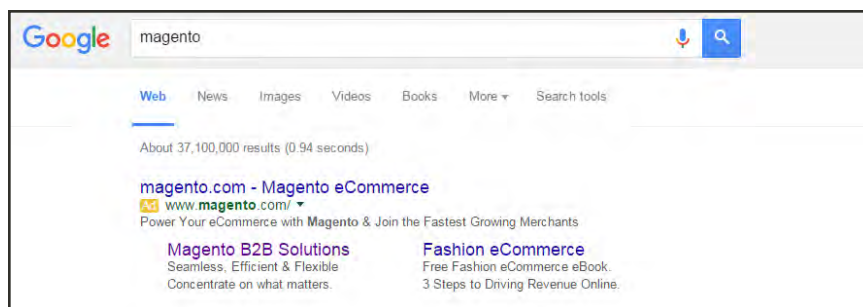 Google magento
Web News Images Videos Books More Search tools
About 37,100,000 results (0.94 seconds)
magento.com - Magento eCommerce
Ad www.magento.com/
Power Your eCommerce with Magento & Join the Fastest Growing Merchants
Magento B2B Solutions Fashion eCommerce
Seamless, Efficient & Flexible Free Fashion eCommerce eBook.
Concentrate on what matters. 3 Steps to Driving Revenue Online.